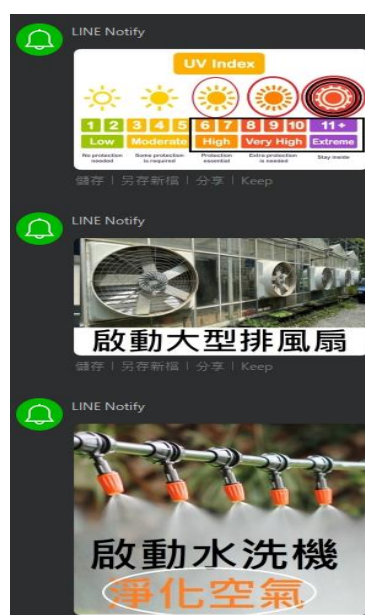 LINE Notify
UV Index
1 2 3 4 5 6 7 8 9 10 11+
Low Moderate High Very High Extreme
No protection needed Some protection is required Protection essential Extra protection is needed Stay inside
儲存 | 另存新檔 | 分享 | Keep
LINE Notify
啟動大型排風扇
儲存 | 另存新檔 | 分享 | Keep
LINE Notify
啟動水洗機
淨化空氣